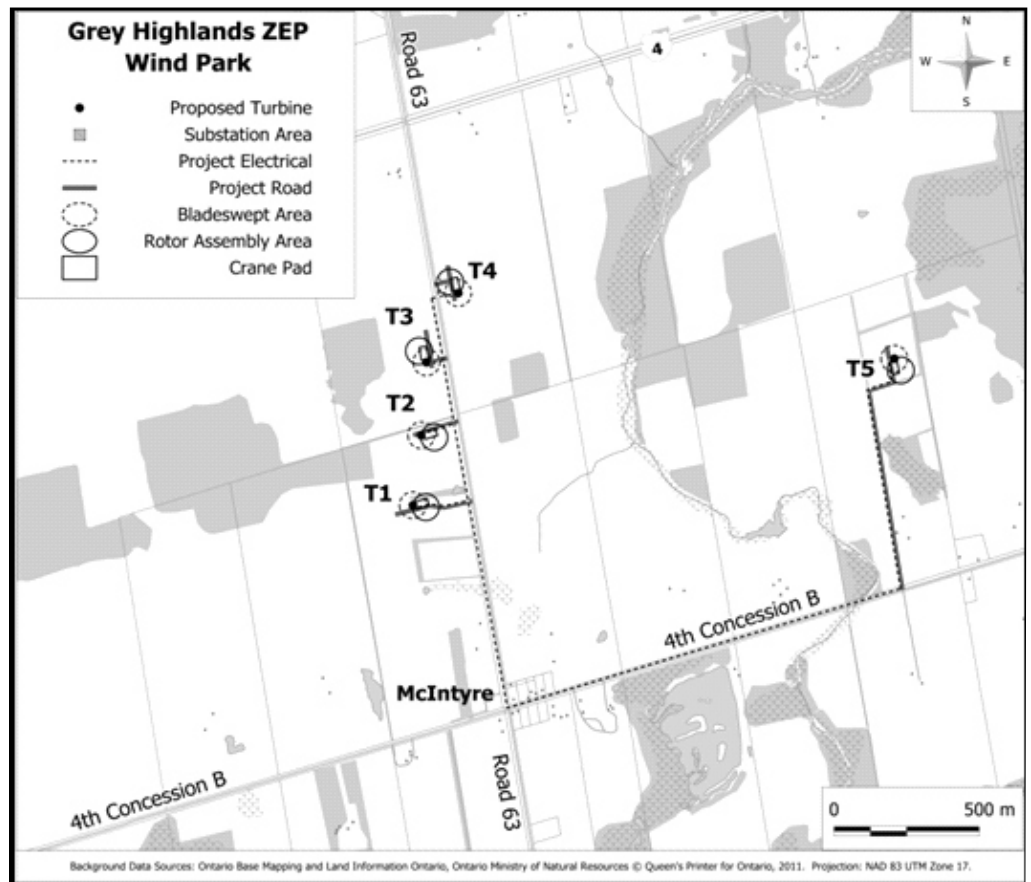 Grey Highlands ZEP
Wind Park
Proposed Turbine
Substation Area
Project Electrical
Project Road
Bladeswept Area
Rotor Assembly Area
Crane Pad
Road 63
4
N
W E
S
T4
T3
T5
T2
T1
4th Concession B
McIntyre
Road 63
4th Concession B
0 500 m
Background Data Sources: Ontario Base Mapping and Land Information Ontario, Ontario Ministry of Natural Resources © Queen's Printer for Ontario, 2011. Projection: NAD 83 UTM Zone 17.